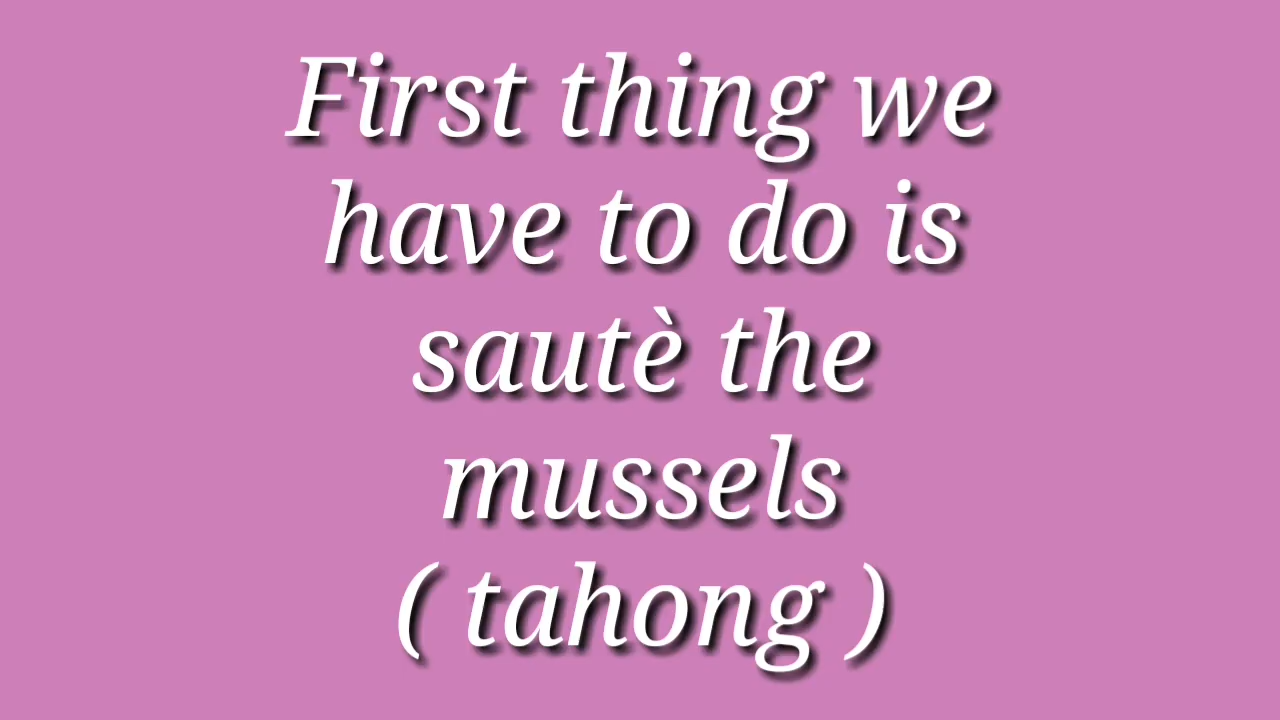 First thing we
have to do is
sautè the
mussels
( tahong )